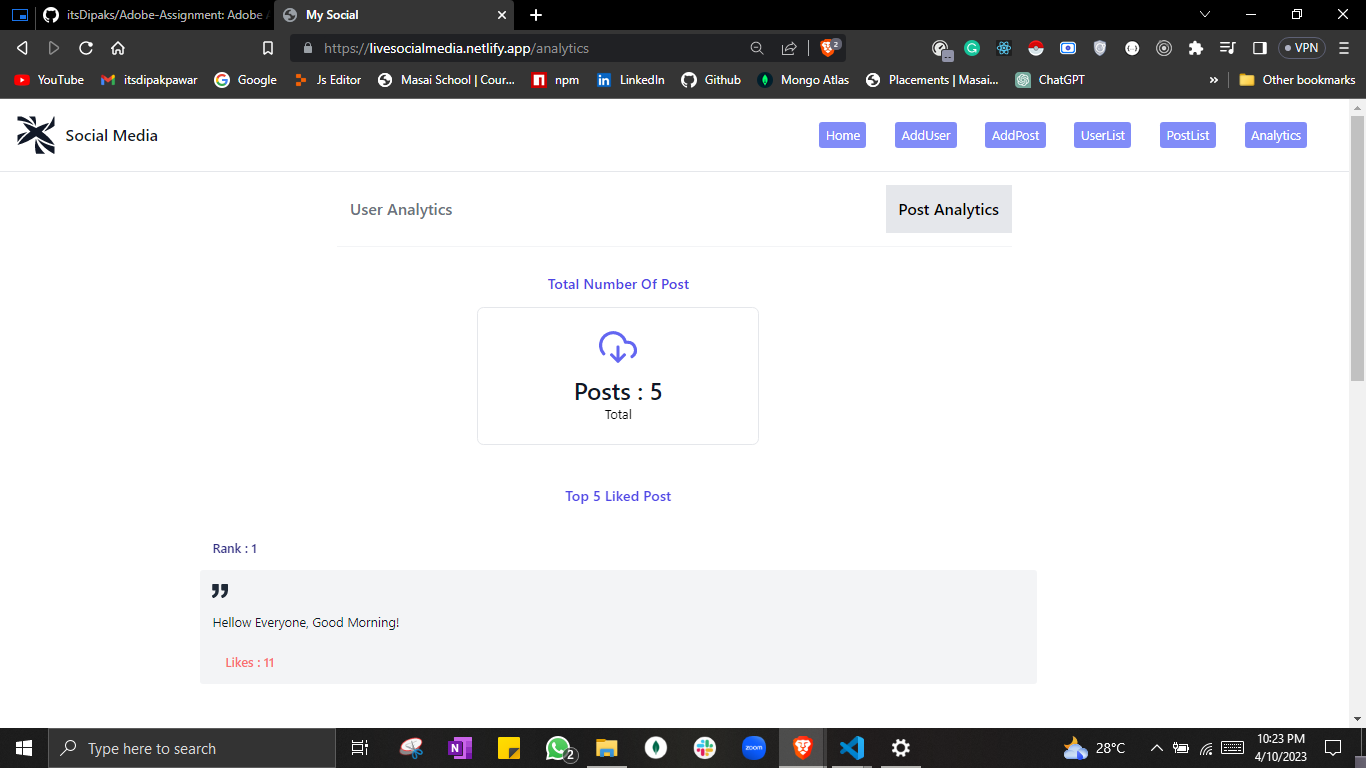 itsDipaks/Adobe-Assignment: Adobe A
My Social
https://livesocialmedia.netlify.app/analytics
2
VPN
YouTube
itsdipakpawar
Google
Js Editor
Masai School | Cour...
npm
LinkedIn
Github
Mongo Atlas
Placements | Masai...
ChatGPT
»
Other bookmarks
Social Media
Home
AddUser
AddPost
UserList
PostList
Analytics
User Analytics
Post Analytics
Total Number Of Post
Posts : 5
Total
Top 5 Liked Post
Rank : 1
Hellow Everyone, Good Morning!
Likes : 11
Type here to search
N
2
zoom
28°C
10:23 PM
4/10/2023